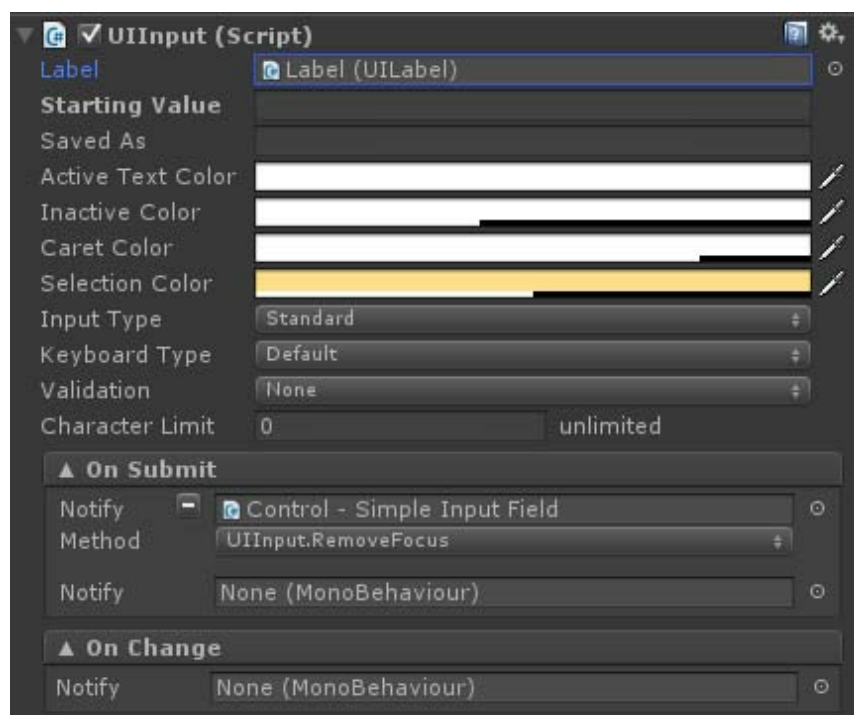 UIInput (Script)
Label Label (UILabel)
Starting Value
Saved As
Active Text Color
Inactive Color
Caret Color
Selection Color
Input Type Standard
Keyboard Type Default
Validation None
Character Limit 0 unlimited
▲ On Submit
Notify Control - Simple Input Field
Method UIInput.RemoveFocus
Notify None (MonoBehaviour)
▲ On Change
Notify None (MonoBehaviour)